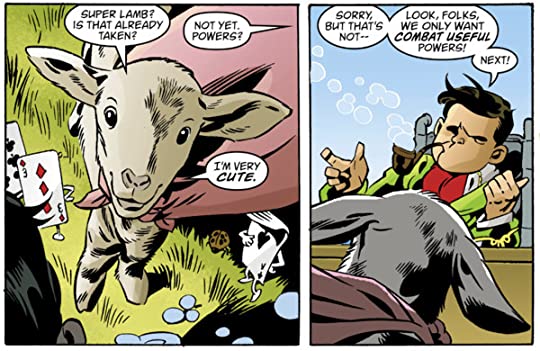 SUPER LAMB?
IS THAT ALREADY
TAKEN?
NOT YET.
POWERS?
I'M VERY
CUTE.
SORRY,
BUT THAT'S
NOT--
LOOK, FOLKS,
WE ONLY WANT
COMBAT USEFUL
POWERS!
NEXT!